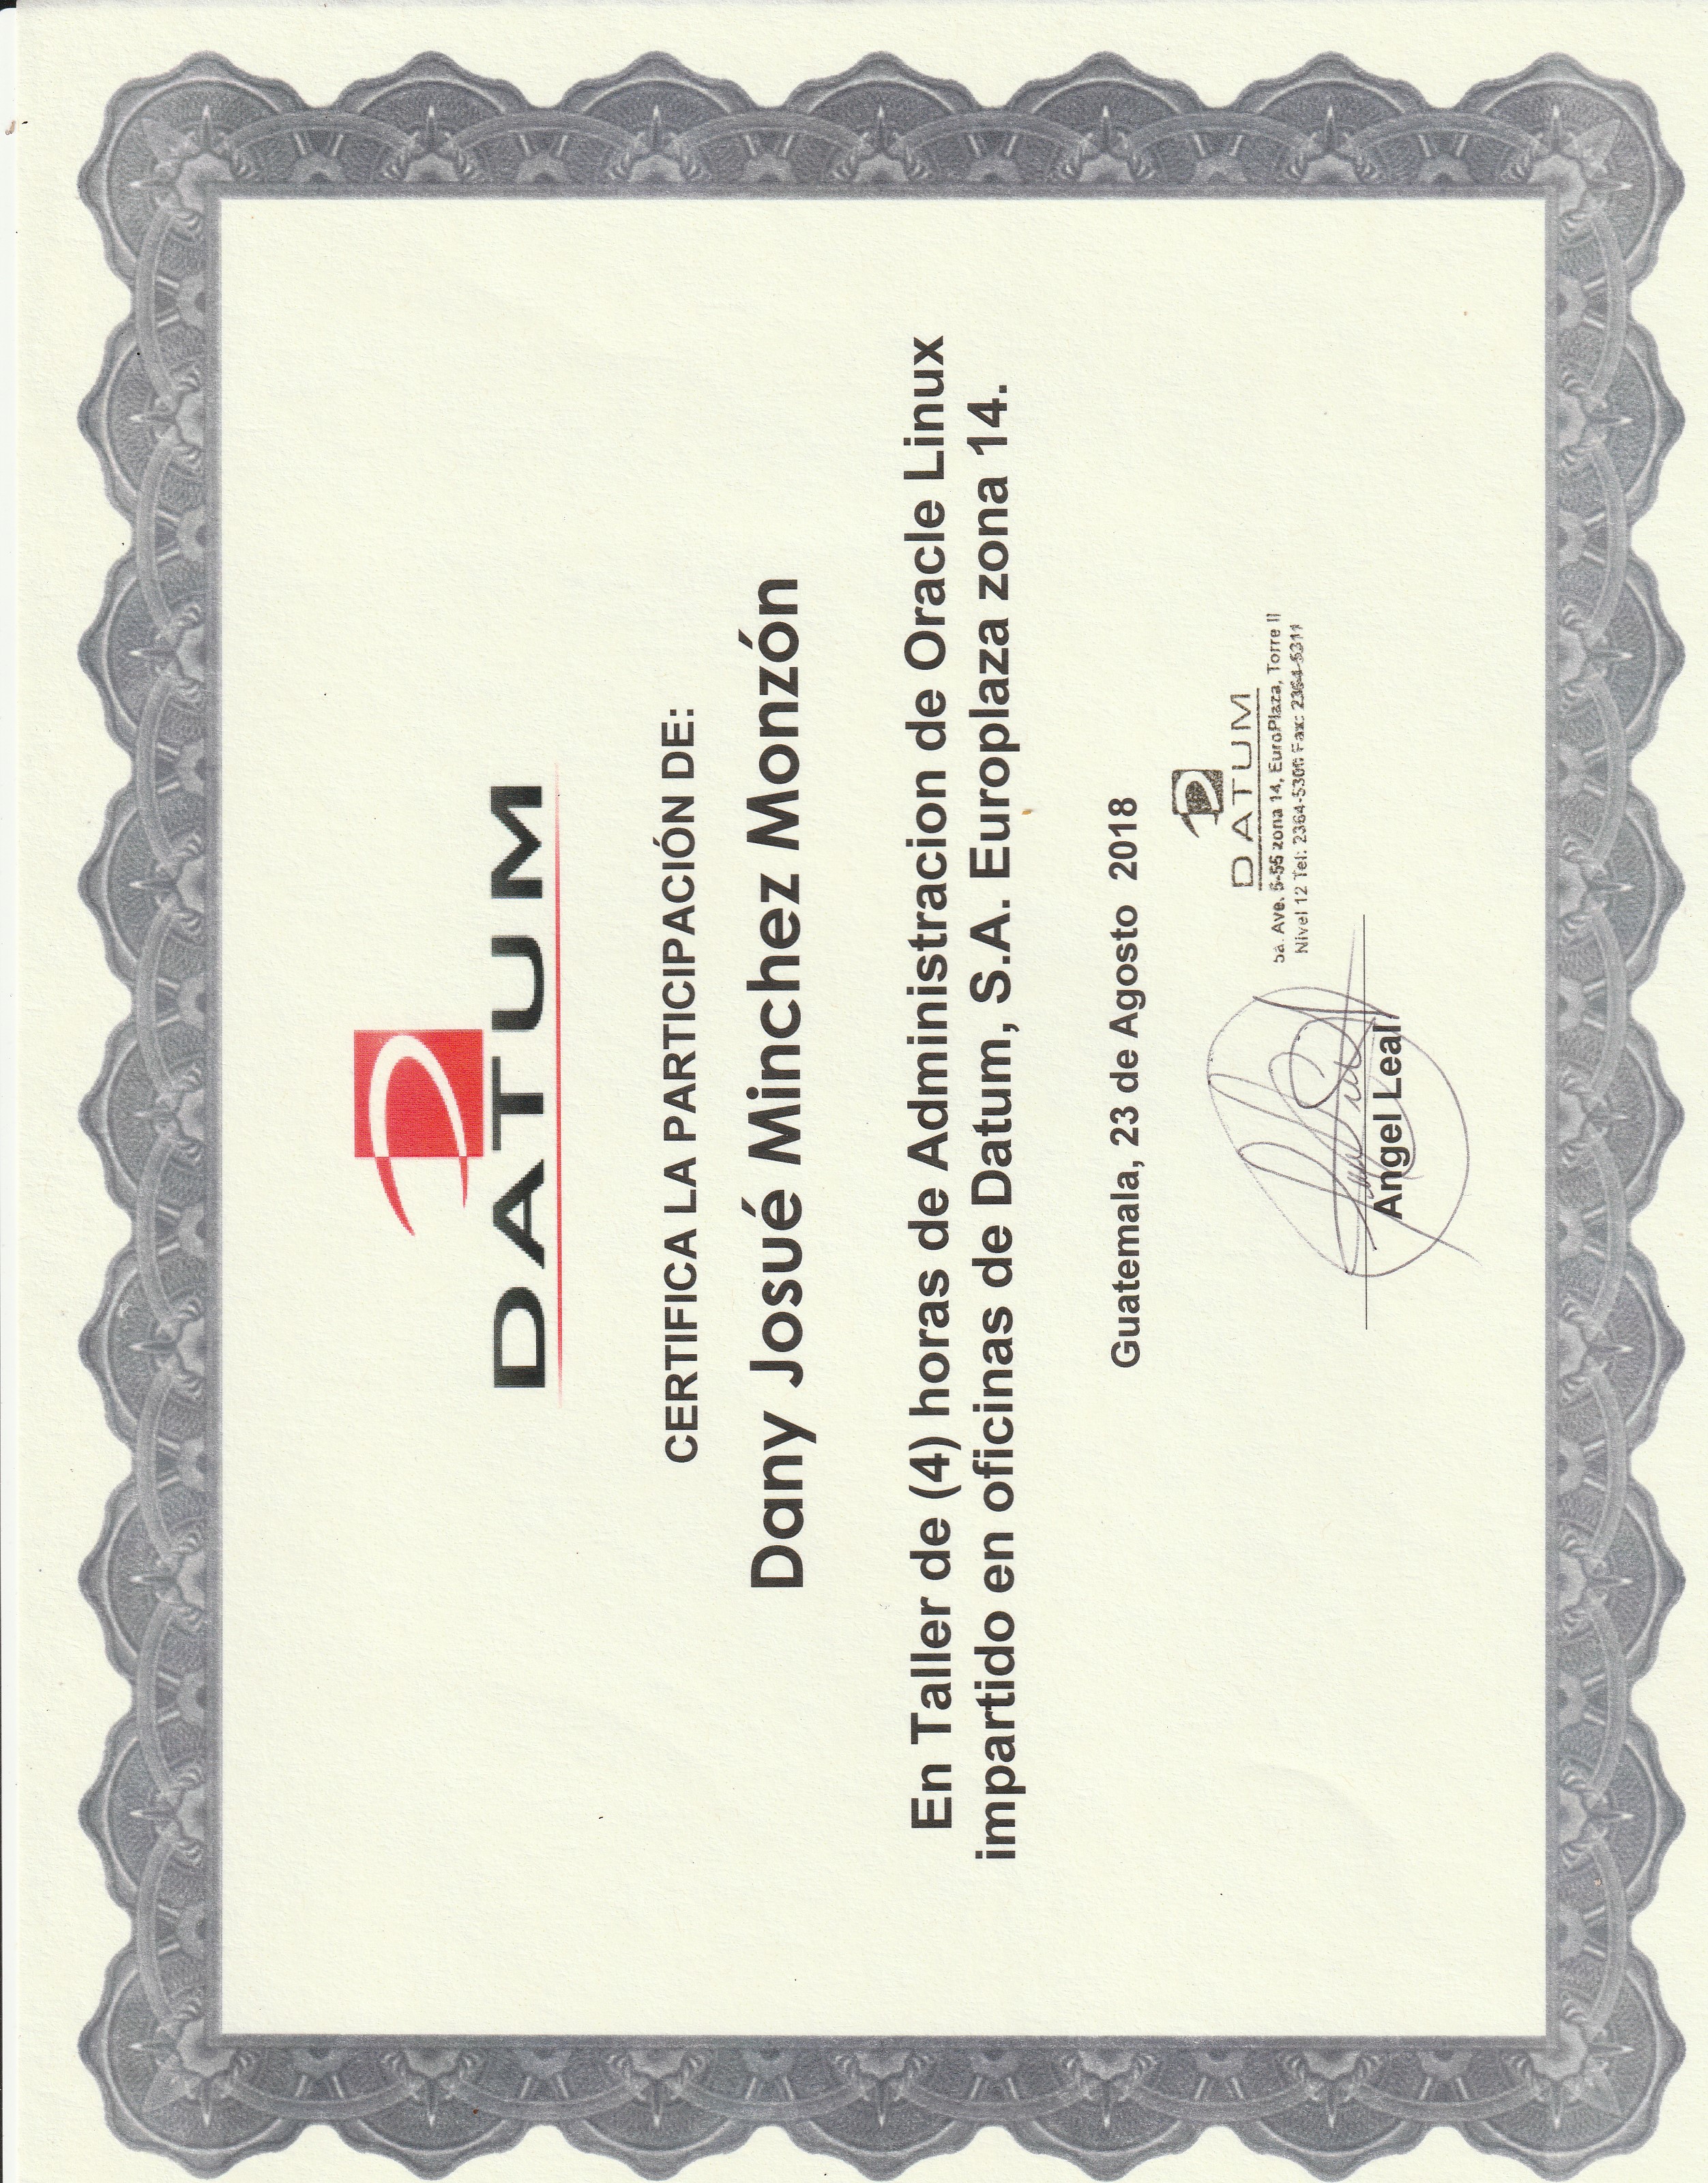 DATUM
CERTIFICA LA PARTICIPACIÓN DE:
Dany Josué Minchez Monzón
En Taller de (4) horas de Administracion de Oracle Linux
impartido en oficinas de Datum, S.A. Europlaza zona 14.
Guatemala, 23 de Agosto 2018
DATUM
5a. Ave. 5-55 zona 14, EuroPlaza, Torre II
Nivel 12 Tel: 2364-5300 Fax: 2364-5311
Angel Leal